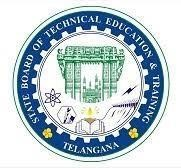 STATE BOARD OF TECHNICAL EDUCATION & TRAINING
TELANGANA